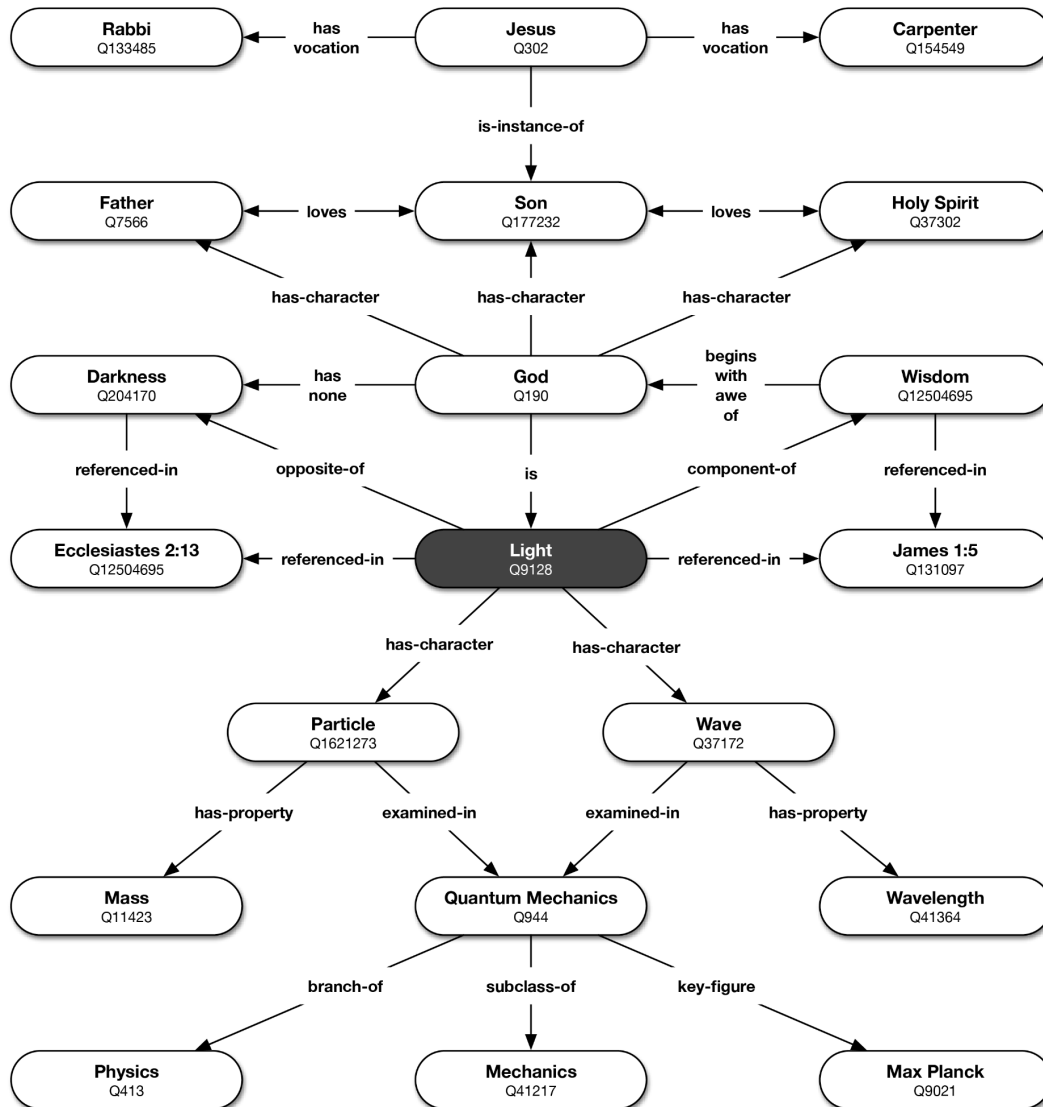 Rabbi
Q133485
has
vocation
Jesus
Q302
has
vocation
Carpenter
Q154549
is-instance-of
Father
Q7566
loves
Son
Q177232
loves
Holy Spirit
Q37302
has-character
has-character
has-character
Darkness
Q204170
has
none
God
Q190
begins
with
awe
of
Wisdom
Q12504695
referenced-in
opposite-of
is
component-of
referenced-in
Ecclesiastes 2:13
Q12504695
referenced-in
Light
Q9128
referenced-in
James 1:5
Q131097
has-character
has-character
Particle
Q1621273
Wave
Q37172
has-property
examined-in
examined-in
has-property
Mass
Q11423
Quantum Mechanics
Q944
Wavelength
Q41364
branch-of
subclass-of
key-figure
Physics
Q413
Mechanics
Q41217
Max Planck
Q9021